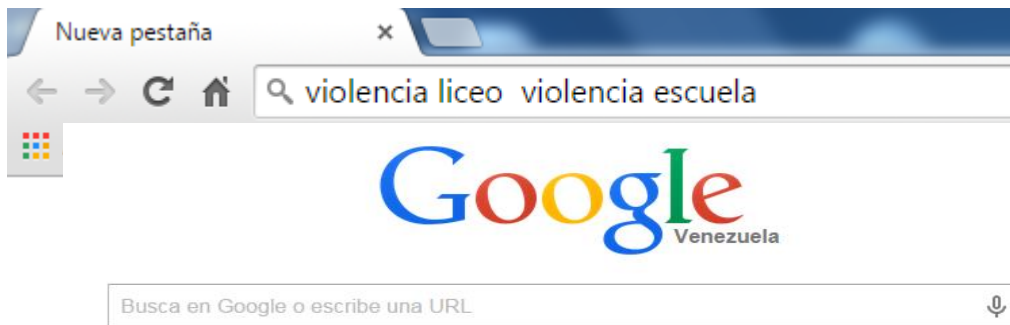 Nueva pestaña
violencia liceo  violencia escuela
Google
Venezuela
Busca en Google o escribe una URL